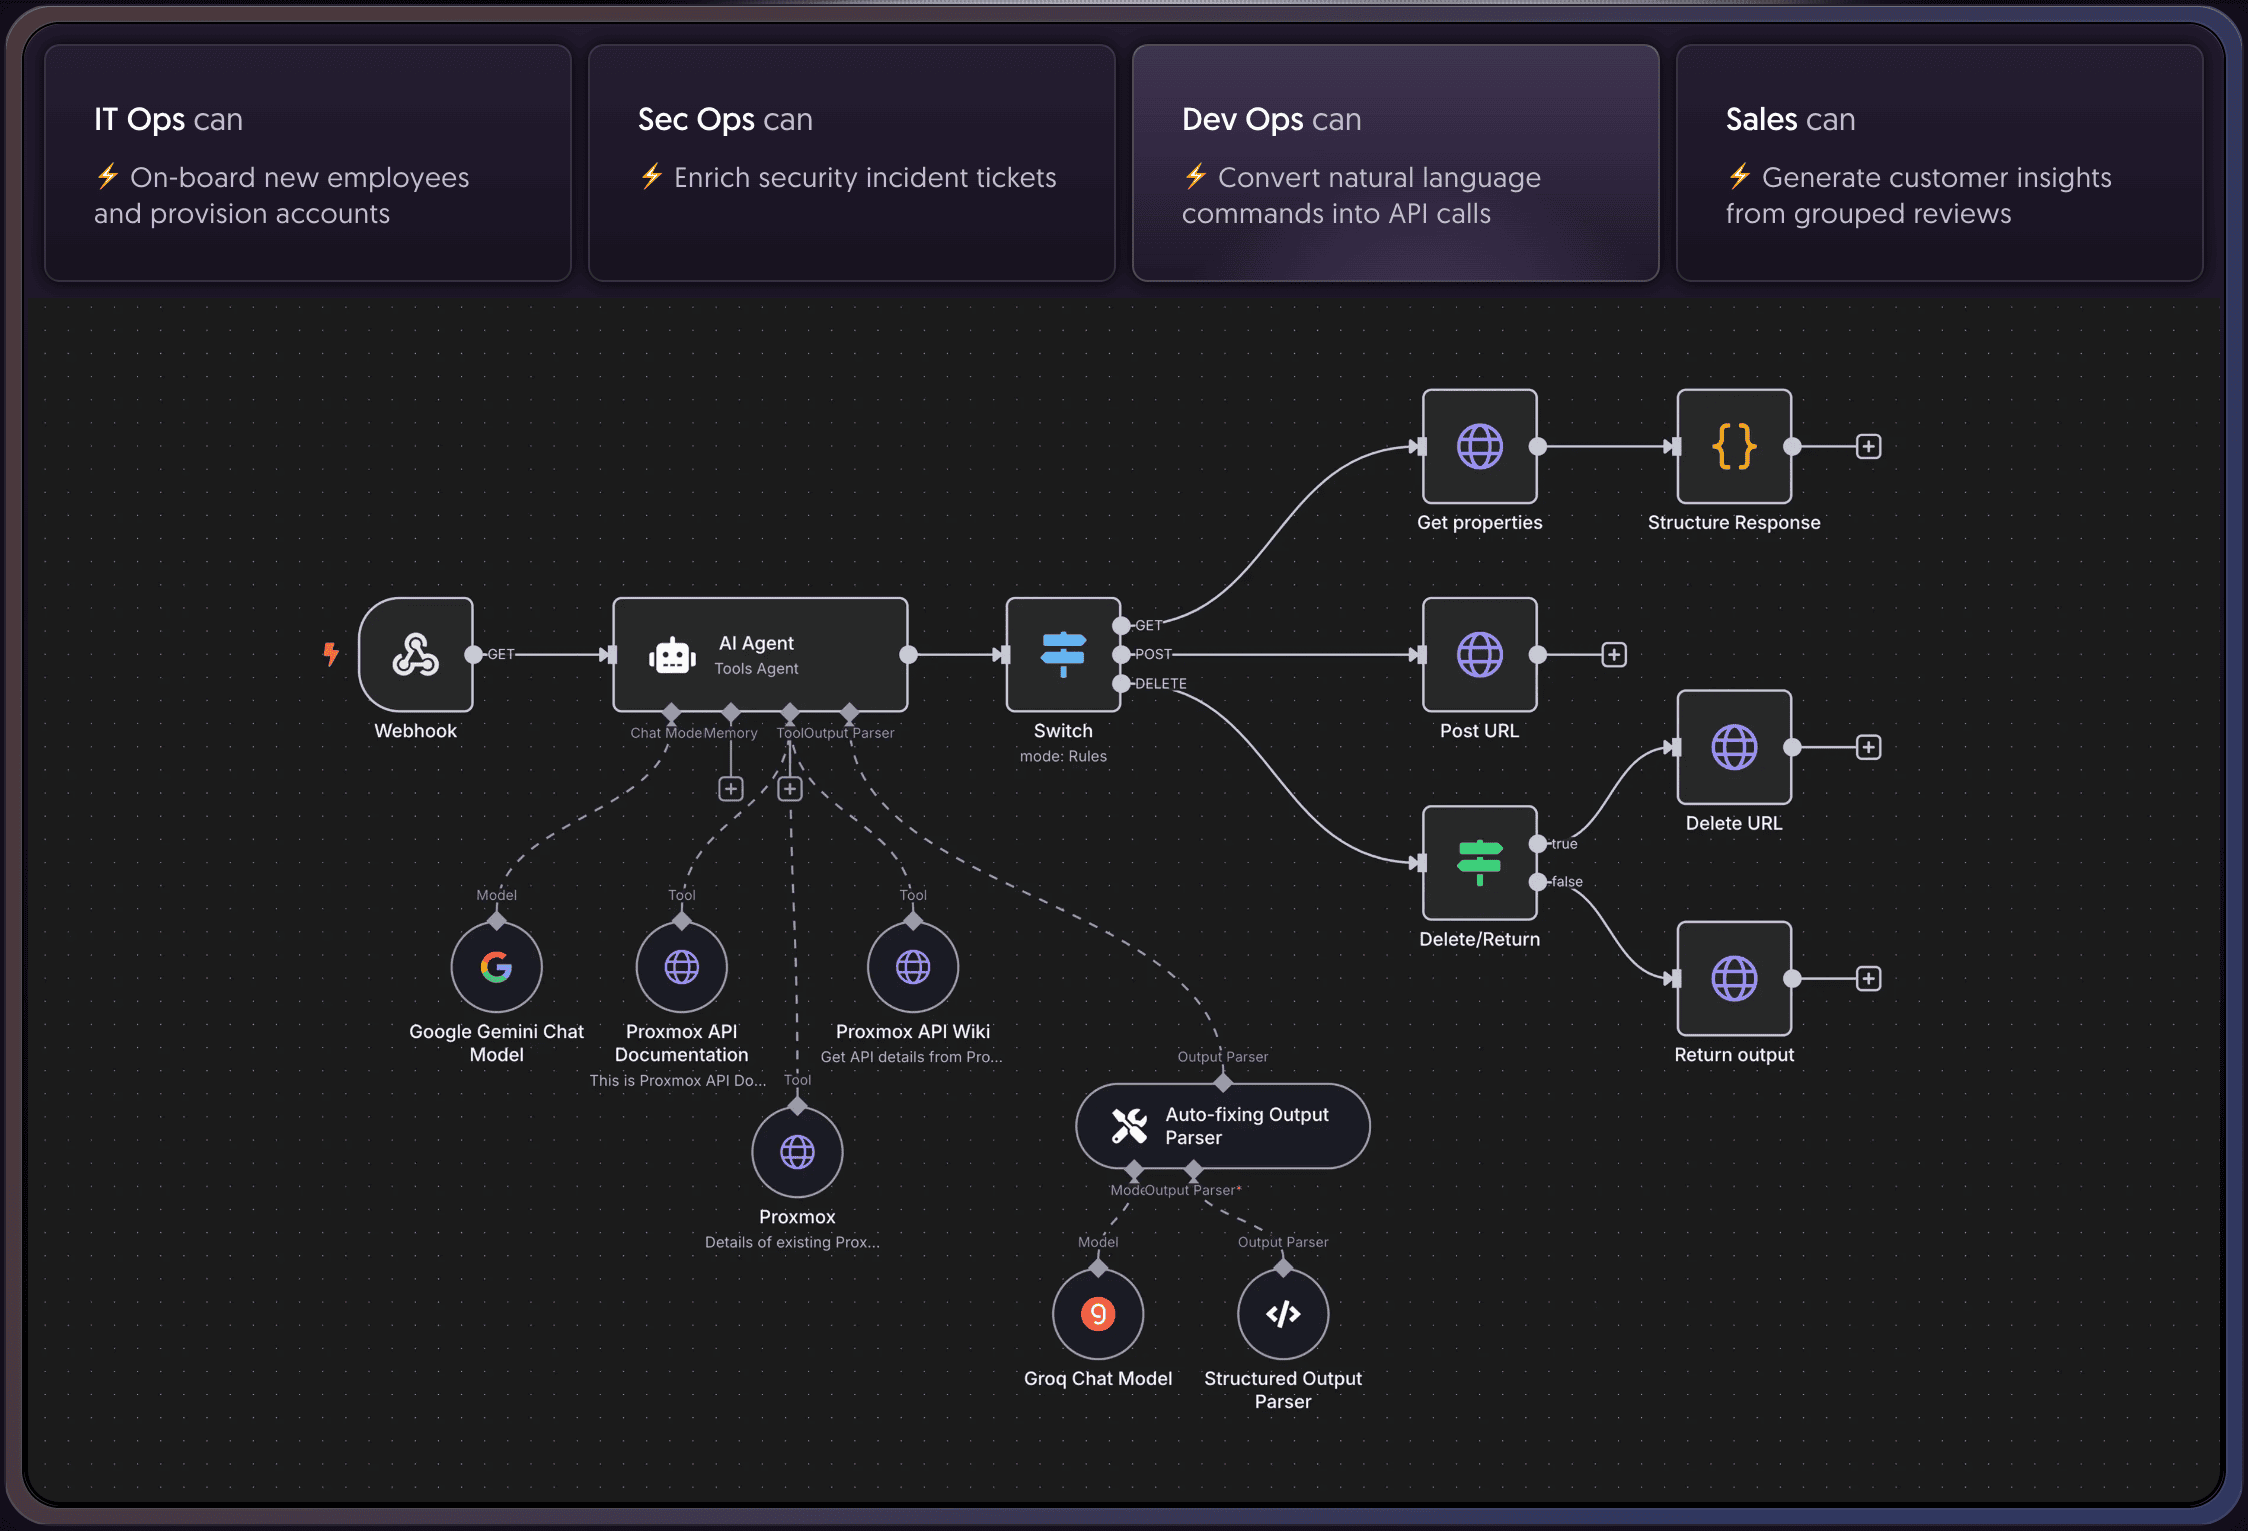 IT Ops can
⚡ On-board new employees
and provision accounts
Sec Ops can
⚡ Enrich security incident tickets
Dev Ops can
⚡ Convert natural language
commands into API calls
Sales can
⚡ Generate customer insights
from grouped reviews
Get properties
Structure Response
GET
Webhook
AI Agent
Tools Agent
Chat Mode
Memory
Tool
Output Parser
GET
POST
DELETE
Switch
mode: Rules
Post URL
Delete URL
true
false
Delete/Return
Return output
Model
Google Gemini Chat
Model
Tool
Proxmox API
Documentation
This is Proxmox API Do...
Tool
Proxmox API Wiki
Get API details from Pro...
Tool
Proxmox
Details of existing Prox...
Output Parser
Auto-fixing Output
Parser
Mode
Output Parser*
Model
Groq Chat Model
Output Parser
Structured Output
Parser